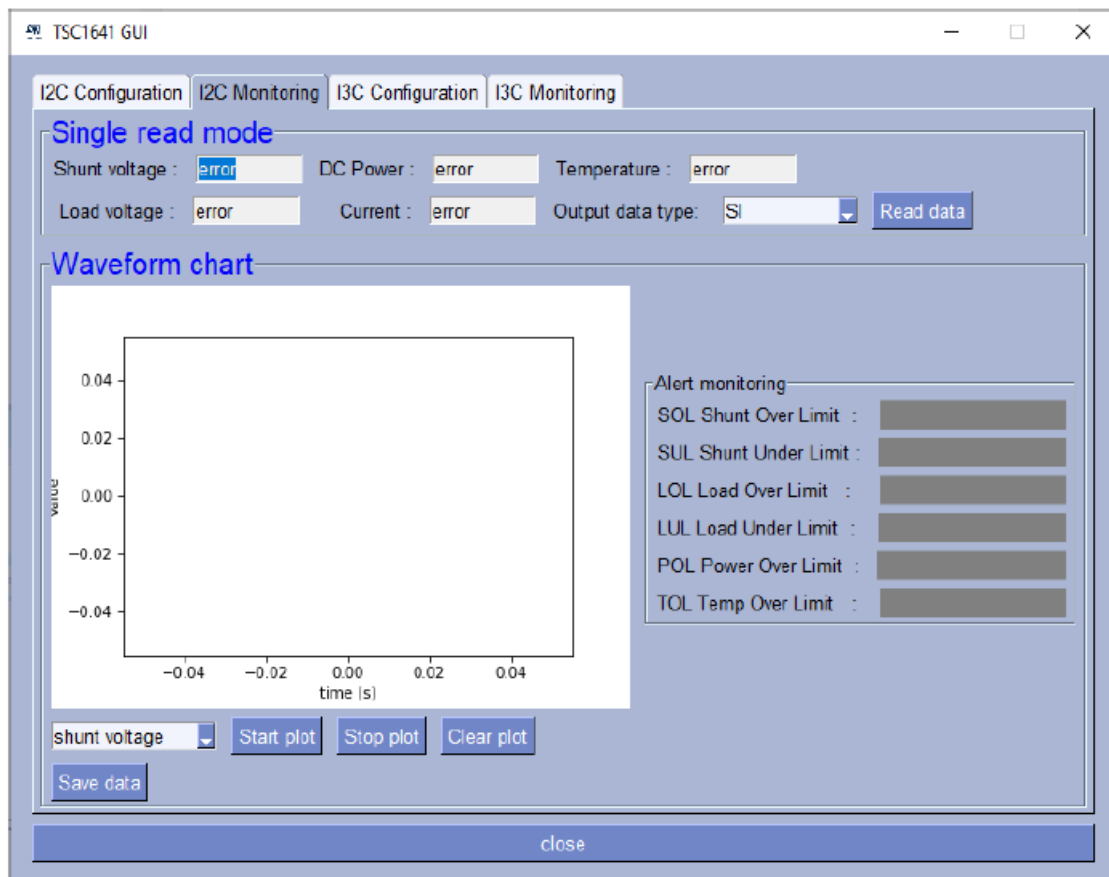 TSC1641 GUI
I2C Configuration I2C Monitoring I3C Configuration I3C Monitoring
Single read mode
Shunt voltage : error DC Power : error Temperature : error
Load voltage : error Current : error Output data type: SI Read data
Waveform chart
0.04
0.02
0.00
−0.02
−0.04
value
−0.04 −0.02 0.00 0.02 0.04
time (s)
Alert monitoring
SOL Shunt Over Limit :
SUL Shunt Under Limit :
LOL Load Over Limit :
LUL Load Under Limit :
POL Power Over Limit :
TOL Temp Over Limit :
shunt voltage Start plot Stop plot Clear plot
Save data
close